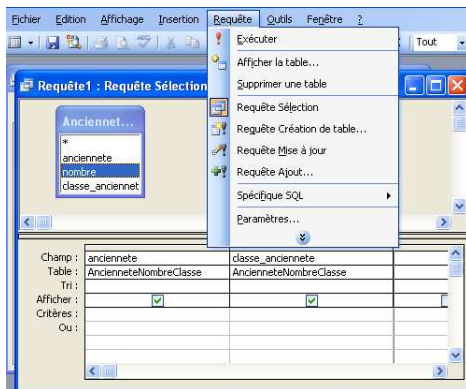 Fichier Edition Affichage Insertion Requête Outils Fenêtre ?
Tout
Exécuter
Afficher la table...
Supprimer une table
Requête Sélection
Requête Création de table...
Requête Mise à jour
Requête Ajout...
Spécifique SQL
Paramètres...
Requête1 : Requête Sélection
Anciennet...
*
anciennete
nombre
classe_anciennet
Champ : anciennete classe_anciennete
Table : AncienneteNombreClasse AncienneteNombreClasse
Tri :
Afficher :
Critères :
Ou :